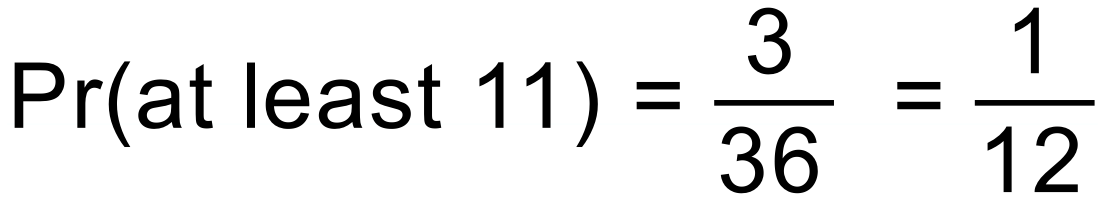 Pr(at least 11) = 3/36 = 1/12